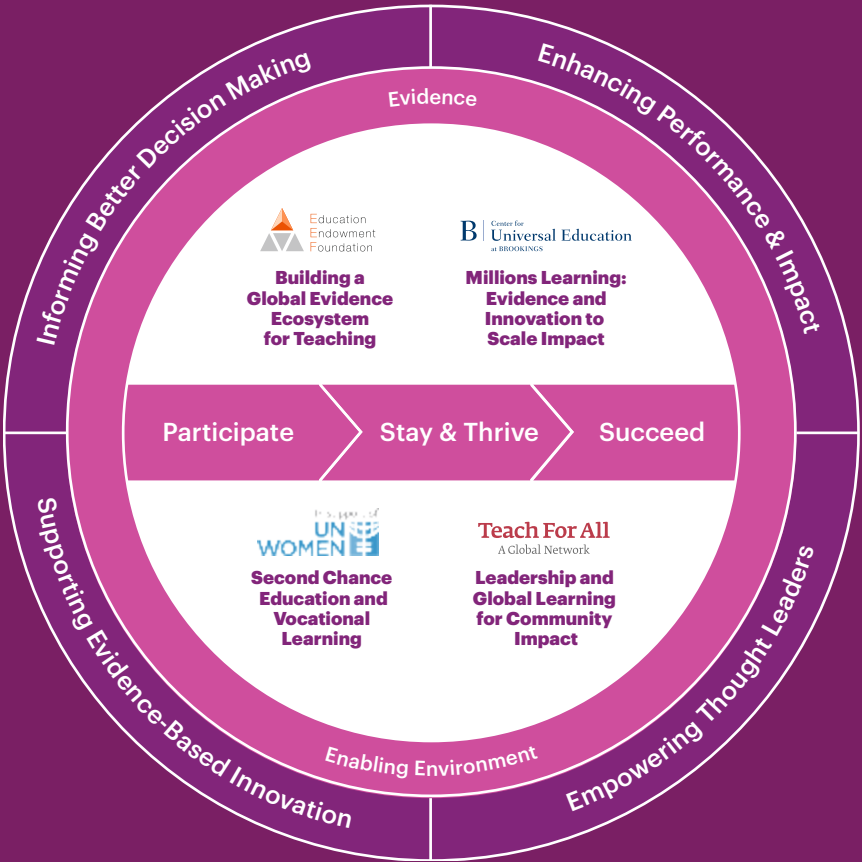 Informing Better Decision Making
Enhancing Performance & Impact
Evidence
Education
Endowment
Foundation
Building a
Global Evidence
Ecosystem
for Teaching
B
Center for
Universal Education
at BROOKINGS
Millions Learning:
Evidence and
Innovation to
Scale Impact
Participate
Stay & Thrive
Succeed
In support of
UN
WOMEN
Second Chance
Education and
Vocational
Learning
Teach For All
A Global Network
Leadership and
Global Learning
for Community
Impact
Enabling Environment
Supporting Evidence-Based Innovation
Empowering Thought Leaders